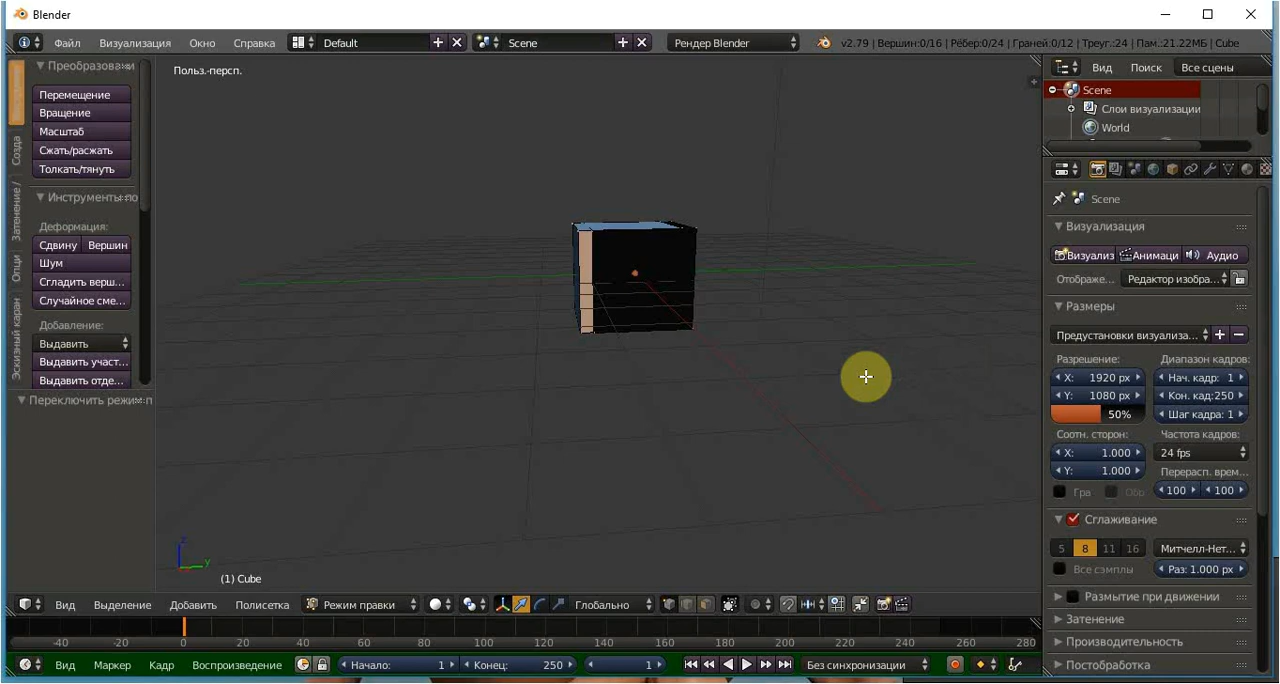 Blender
Файл Визуализация Окно Справка Default Scene Рендер Blender v2.79 | Вершин:0/16 | Рёбер:0/24 | Граней:0/12 | Треуг.:24 | Пам.:21.22МБ | Cube
Преобразовани
Перемещение
Вращение
Масштаб
Сжать/расжать
Толкать/тянуть
Инструменты по
Деформация:
Сдвину Вершин
Шум
Сгладить верш...
Случайное сме...
Добавление:
Выдавить
Выдавить участ...
Выдавить отде...
Переключить режим п
Созда
Затенение/
Опци
Эскизный каран
Польз.-персп.
(1) Cube
Вид Поиск Все сцены
Scene
Слои визуализации
World
Scene
Визуализация
Визуализ Анимаци Аудио
Отображе... Редактор изобра...
Размеры
Предустановки визуализа...
Разрешение: Диапазон кадров:
X: 1920 px Нач. кадр: 1
Y: 1080 px Кон. кад:250
50% Шаг кадра: 1
Соотн. сторон: Частота кадров:
X: 1.000 24 fps
Y: 1.000 Перерасп. врем...
Гра Обр 100 100
Сглаживание
5 8 11 16 Митчелл-Нет...
Все сэмплы Раз: 1.000 px
Размытие при движении
Затенение
Производительность
Постобработка
Вид Выделение Добавить Полисетка Режим правки Глобально
-40 -20 0 20 40 60 80 100 120 140 160 180 200 220 240 260 280
Вид Маркер Кадр Воспроизведение Начало: 1 Конец: 250 1 Без синхронизации